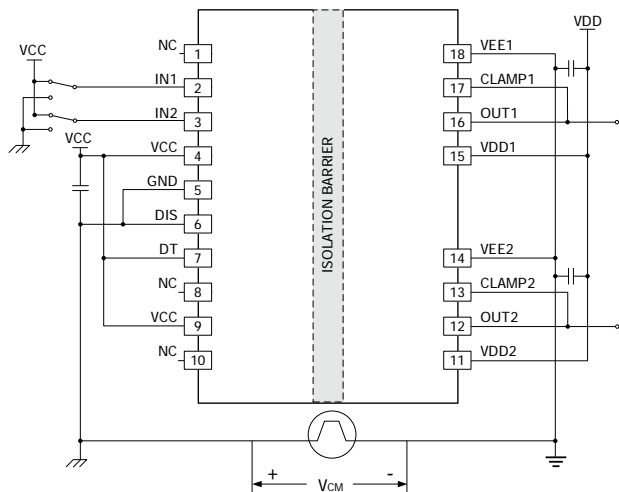 VCC
NC
1
IN1
2
IN2
3
VCC
VCC
4
GND
5
DIS
6
DT
7
NC
8
VCC
9
NC
10
ISOLATION BARRIER
VDD
18
VEE1
17
CLAMP1
16
OUT1
15
VDD1
14
VEE2
13
CLAMP2
12
OUT2
11
VDD2
+
VCM
-